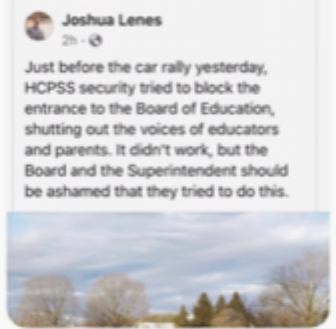 Joshua Lenes
2h ·
Just before the car rally yesterday,
HCPSS security tried to block the
entrance to the Board of Education,
shutting out the voices of educators
and parents. It didn't work, but the
Board and the Superintendent should
be ashamed that they tried to do this.